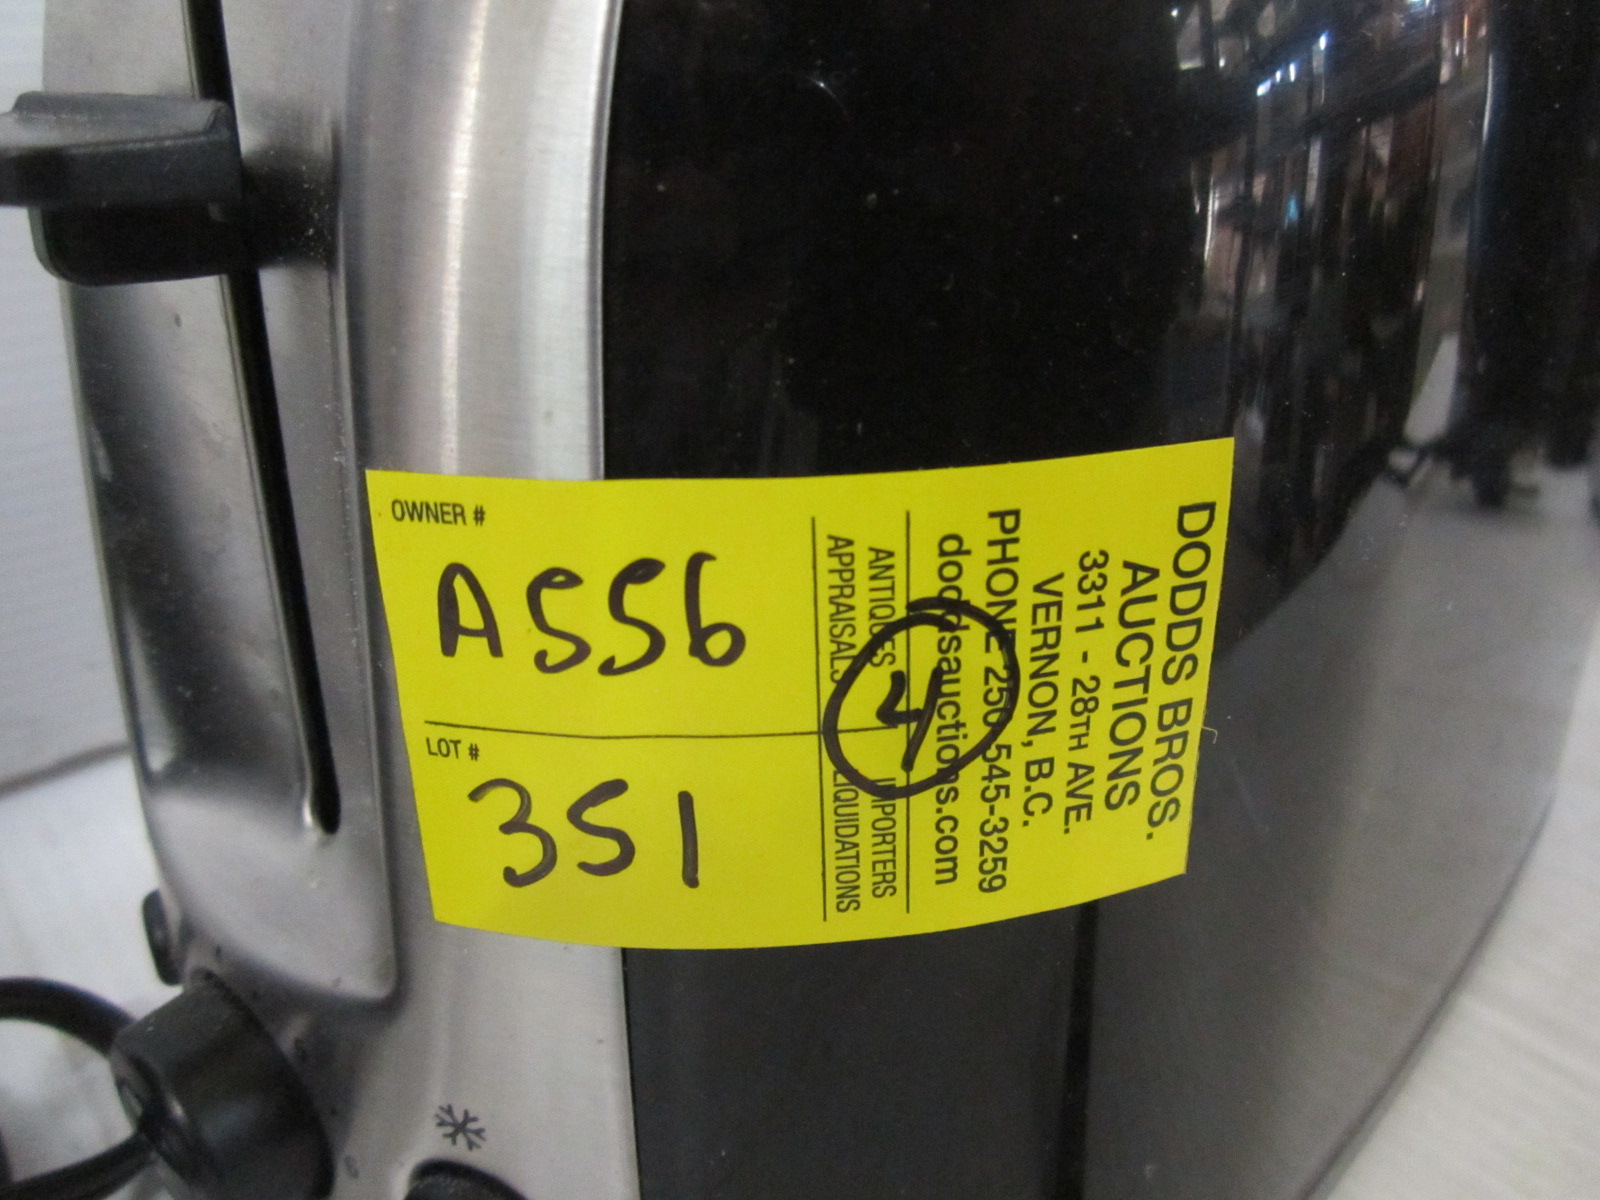 OWNER #
A556
LOT #
351
DODDS BROS.
AUCTIONS
3311 - 28TH AVE.
VERNON, B.C.
PHONE 250-545-3259
doddsauctions.com
ANTIQUES IMPORTERS
APPRAISALS LIQUIDATIONS
4
6